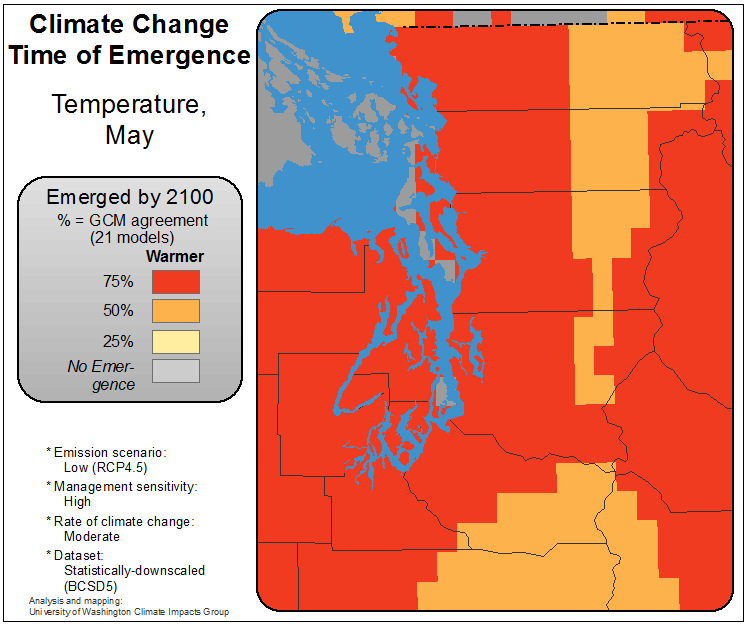 Climate Change
Time of Emergence
Temperature,
May
Emerged by 2100
% = GCM agreement
(21 models)
Warmer
75%
50%
25%
No Emer-
gence
* Emission scenario:
Low (RCP4.5)
* Management sensitivity:
High
* Rate of climate change:
Moderate
* Dataset:
Statistically-downscaled
(BCSD5)
Analysis and mapping:
University of Washington Climate Impacts Group